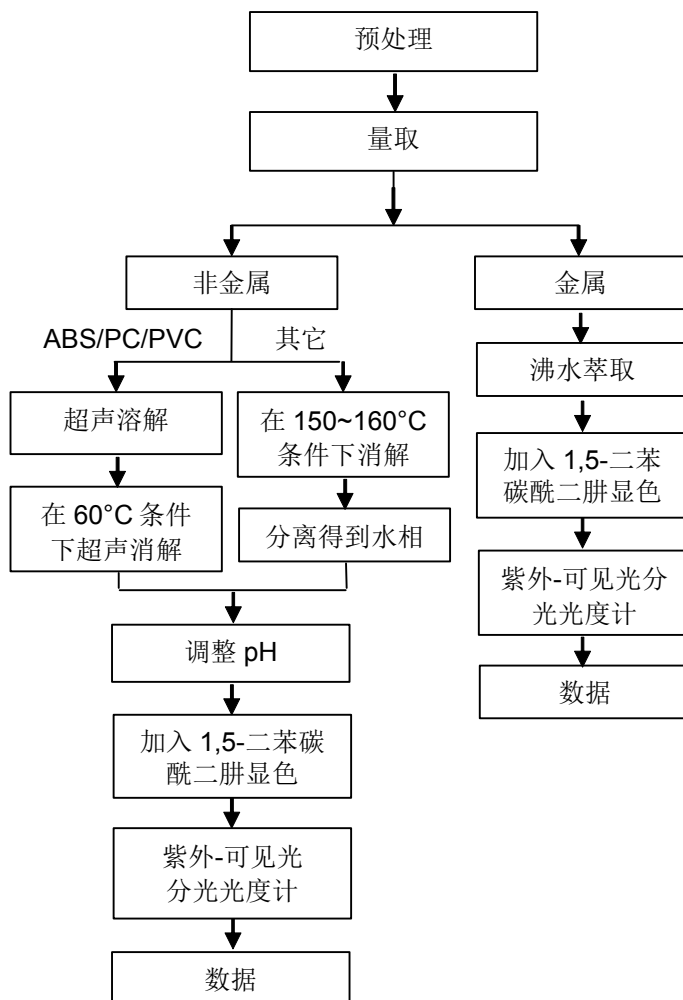 预处理
量取
非金属
金属
ABS/PC/PVC
其它
沸水萃取
超声溶解
在 150~160°C
条件下消解
加入 1,5-二苯
碳酰二肼显色
在 60°C 条件
下超声消解
分离得到水相
紫外-可见光分
光光度计
调整 pH
数据
加入 1,5-二苯碳
酰二肼显色
紫外-可见光
分光光度计
数据